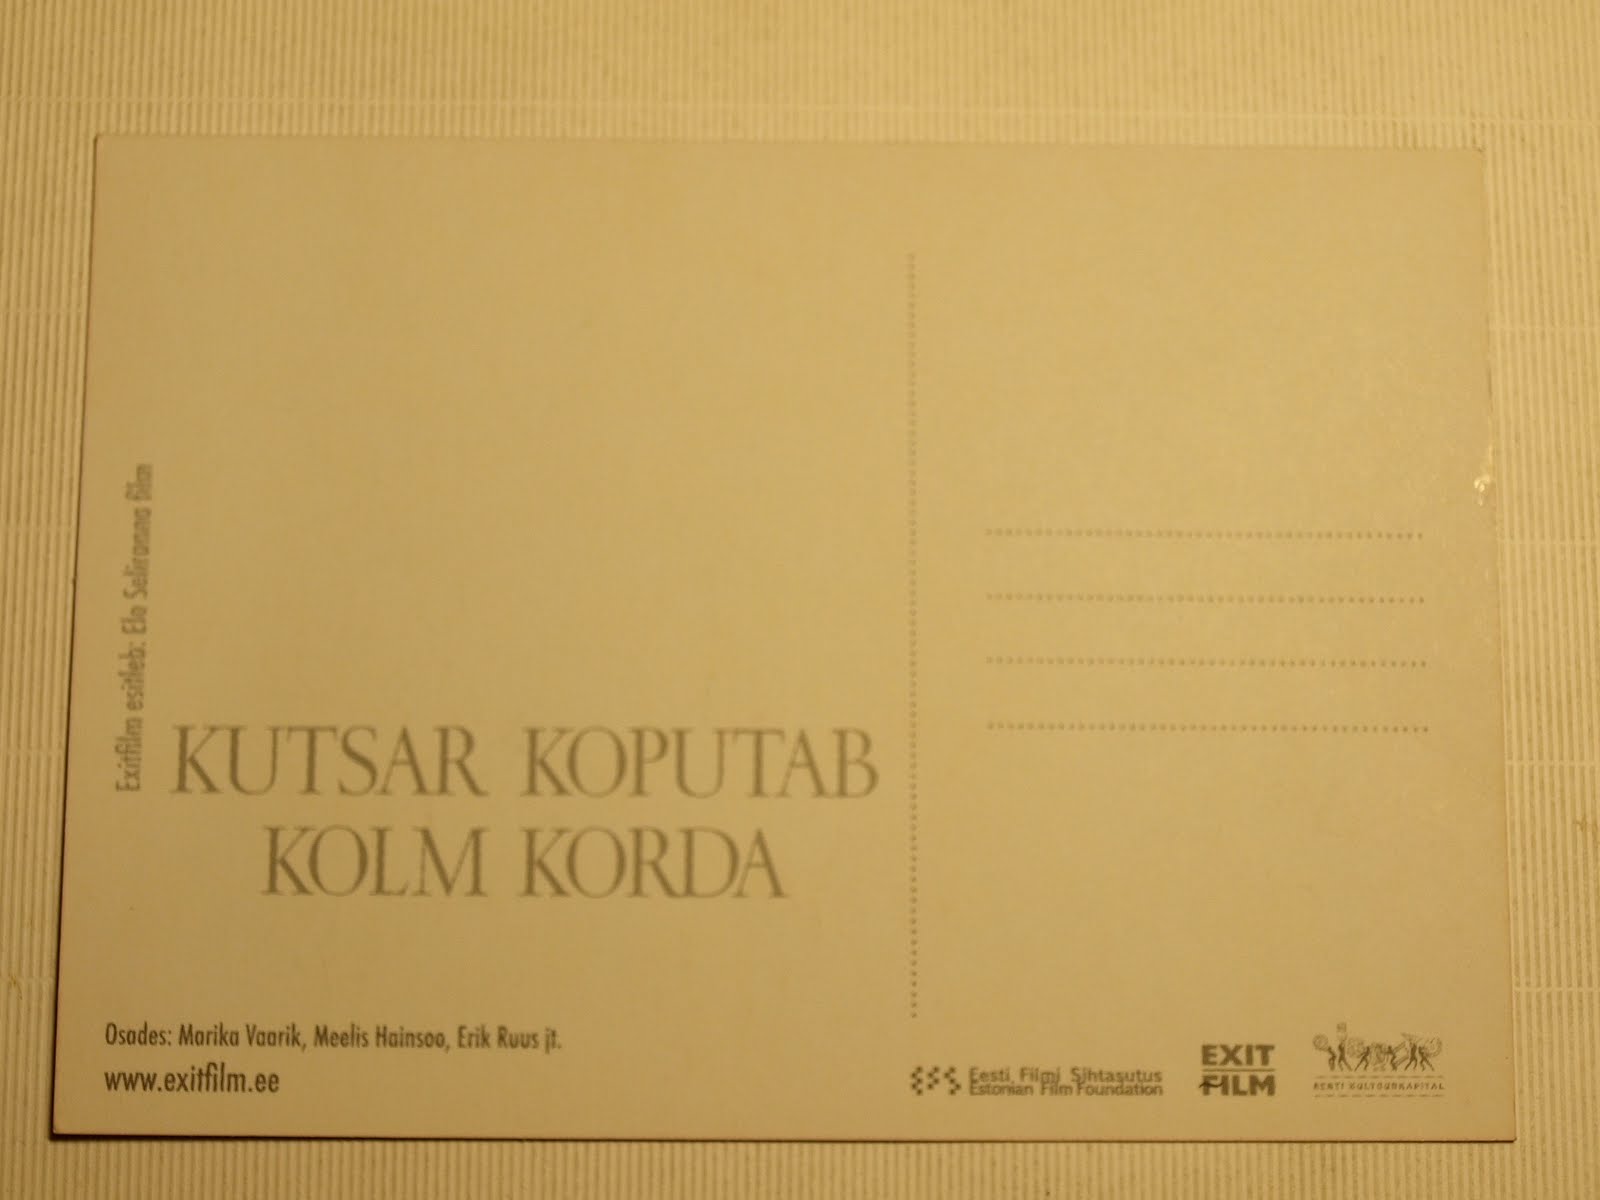 Exitfilm esitleb: Elo Seliranna film
KUTSAR KOPUTAB
KOLM KORDA
Osades: Marika Vaarik, Meelis Hainsoo, Erik Ruus jt.
www.exitfilm.ee
Eesti Filmi Sihtasutus
Estonian Film Foundation
EXIT
FILM
EESTI KULTUURKAPITAL